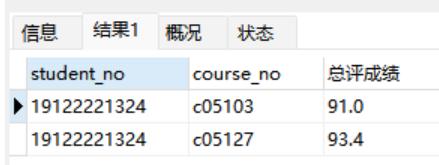 信息 结果1 概况 状态
student_no course_no 总评成绩
19122221324 c05103 91.0
19122221324 c05127 93.4